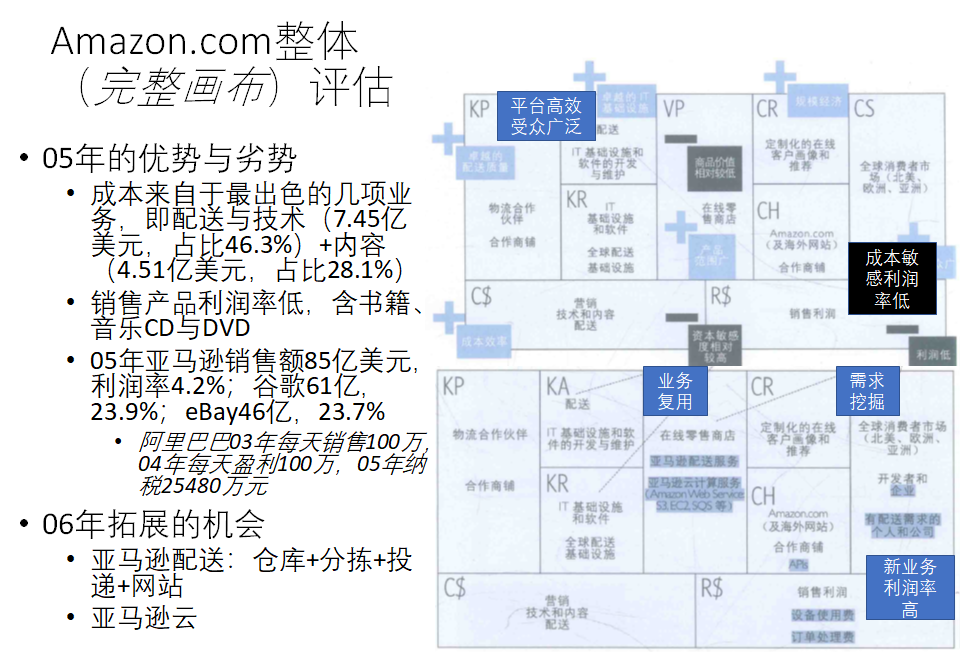 Amazon.com整体
（完整画布）评估
• 05年的优势与劣势
• 成本来自于最出色的几项业
务，即配送与技术（7.45亿
美元，占比46.3%）+内容
（4.51亿美元，占比28.1%）
• 销售产品利润率低，含书籍、
音乐CD与DVD
• 05年亚马逊销售额85亿美元，
利润率4.2%；谷歌61亿，
23.9%；eBay46亿，23.7%
• 阿里巴巴03年每天销售100万，
04年每天盈利100万，05年纳
税25480万元
• 06年拓展的机会
• 亚马逊配送：仓库+分拣+投
递+网站
• 亚马逊云
KP
卓越的
配送质量
物流合作
伙伴
合作商铺
平台高效
受众广泛
卓越的 IT
基础设施
配送
IT 基础设施和
软件的开发
与维护
KR
IT
基础设施
和软件
全球配送
基础设施
VP
商品价值
相对较低
在线零
售商店
产品
范围广
CR
规模经济
定制化的在线
客户画像和
推荐
CH
Amazon.com
（及海外网站）
合作商铺
CS
全球消费者市
场（北美、
欧洲、亚洲）
成本敏
感利润
率低
C$
成本效率
营销
技术和内容
配送
资本敏感
度相对
较高
R$
销售利润
利润低
KP
物流合作伙伴
合作商铺
KA
配送
IT 基础设施和软
件的开发与维护
KR
IT 基础设施
和软件
全球配送
基础设施
业务
复用
在线零售商店
亚马逊配送服务
亚马逊云计算服务
（Amazon Web Service
S3, EC2, SQS 等）
CR
定制化的在线
客户画像和
推荐
CH
Amazon.com
（及海外网站）
合作商铺
APIs
需求
挖掘
全球消费者市场
（北美、欧洲、
亚洲）
开发者和
企业
有配送需求的
个人和公司
新业务
利润率
高
C$
营销
技术和内容
配送
R$
销售利润
设备使用费
订单处理费